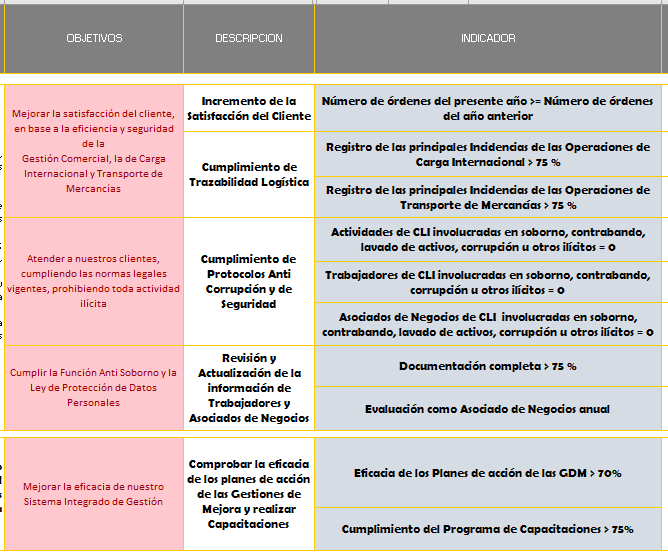 OBJETIVOS
DESCRIPCION
INDICADOR
Mejorar la satisfacción del cliente,
en base a la eficiencia y seguridad
de la
Gestión Comercial, la de Carga
Internacional y Transporte de
Mercancías
Incremento de la
Satisfacción del Cliente
Número de órdenes del presente año >= Número de órdenes
del año anterior
Cumplimiento de
Trazabilidad Logística
Registro de las principales Incidencias de las Operaciones de
Carga Internacional > 75 %
Registro de las principales Incidencias de las Operaciones de
Transporte de Mercancías > 75 %
Atender a nuestros clientes,
cumpliendo las normas legales
vigentes, prohibiendo toda actividad
ilícita
Cumplimiento de
Protocolos Anti
Corrupción y de
Seguridad
Actividades de CLI involucradas en soborno, contrabando,
lavado de activos, corrupción u otros ilícitos = 0
Trabajadores de CLI involucradas en soborno, contrabando,
corrupción u otros ilícitos = 0
Asociados de Negocios de CLI involucradas en soborno,
contrabando, lavado de activos, corrupción u otros ilícitos = 0
Cumplir la Función Anti Soborno y la
Ley de Protección de Datos
Personales
Revisión y
Actualización de la
información de
Trabajadores y
Asociados de Negocios
Documentación completa > 75 %
Evaluación como Asociado de Negocios anual
Mejorar la eficacia de nuestro
Sistema Integrado de Gestión
Comprobar la eficacia
de los planes de acción
de las Gestiones de
Mejora y realizar
Capacitaciones
Eficacia de los Planes de acción de las GDM > 70%
Cumplimiento del Programa de Capacitaciones > 75%